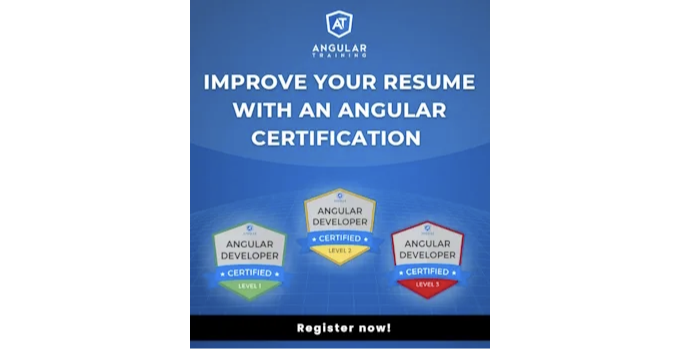 AT
ANGULAR
TRAINING
IMPROVE YOUR RESUME
WITH AN ANGULAR
CERTIFICATION
ANGULAR
DEVELOPER
CERTIFIED
LEVEL 2
ANGULAR
DEVELOPER
CERTIFIED
LEVEL 1
ANGULAR
DEVELOPER
CERTIFIED
LEVEL 3
Register now!